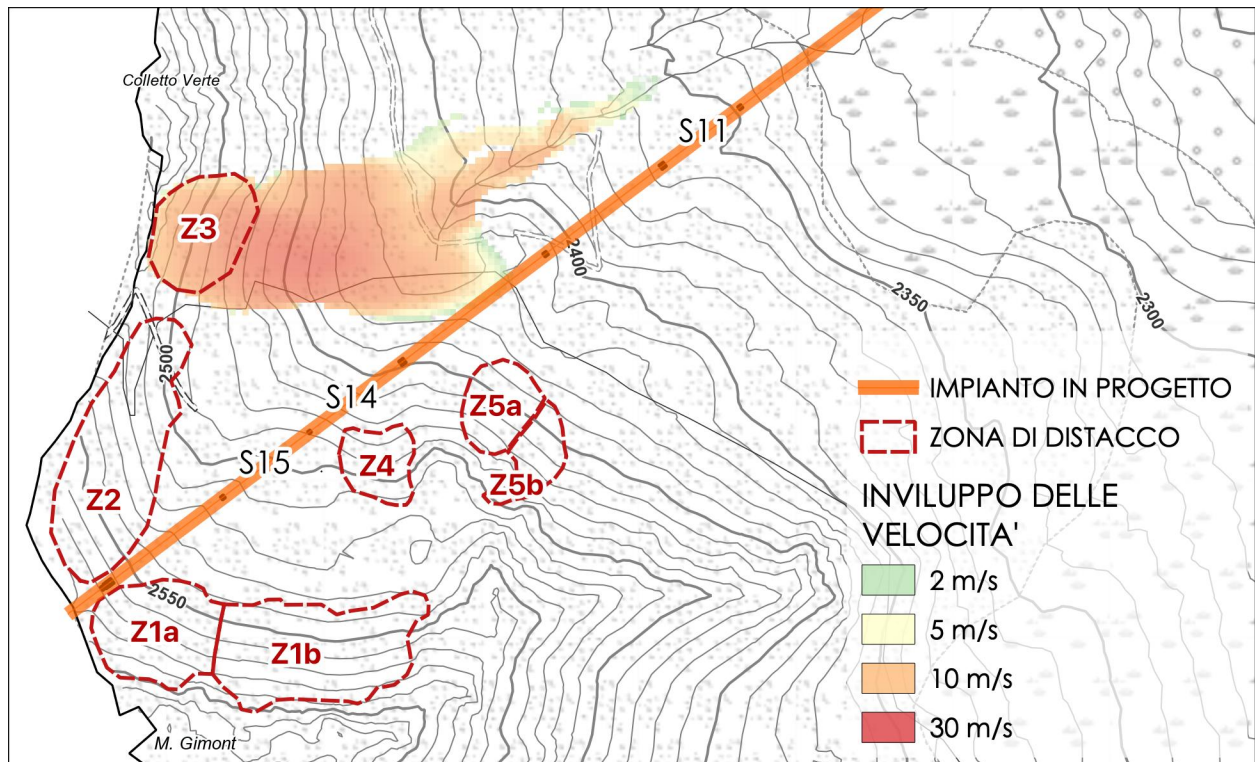 Colletto Verte
S11
Z3
2400
2350
2300
2500
S14
Z5a
IMPIANTO IN PROGETTO
ZONA DI DISTACCO
S15
Z4
Z5b
Z2
INVILUPPO DELLE
VELOCITA'
2 m/s
5 m/s
10 m/s
30 m/s
2550
Z1a
Z1b
M. Gimont